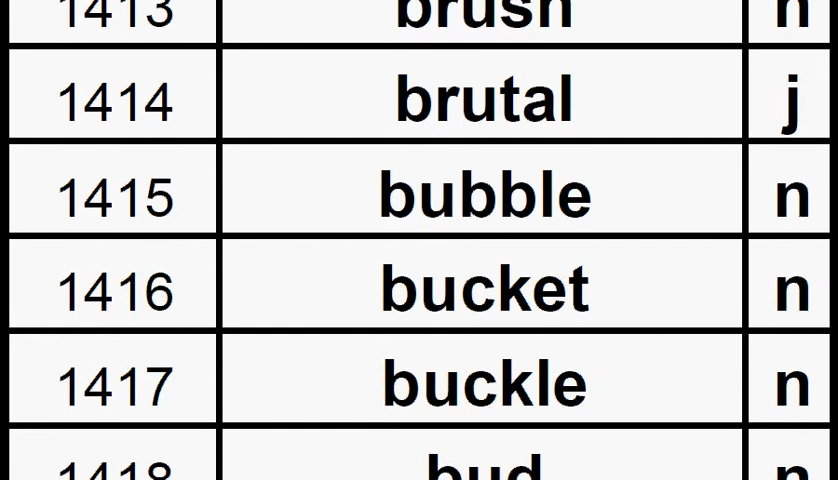 1413 brush n
1414 brutal j
1415 bubble n
1416 bucket n
1417 buckle n
1418 bud n